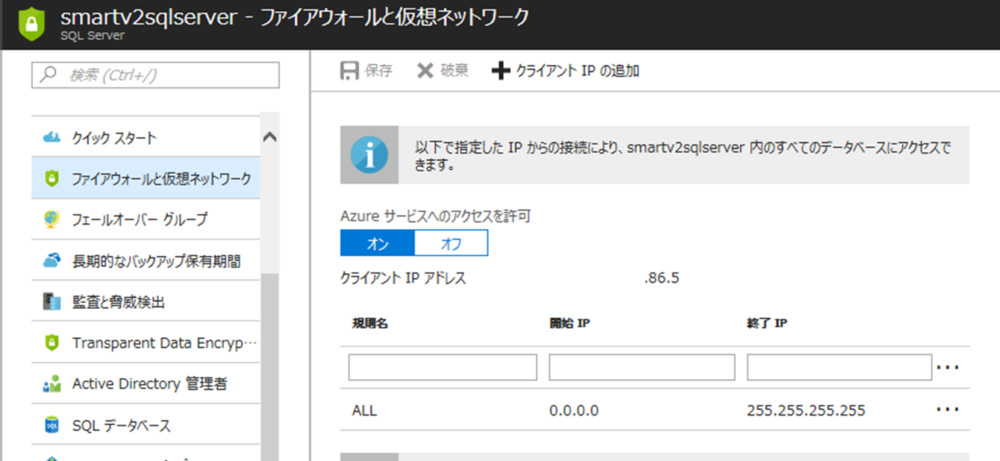 smartv2sqlserver - ファイアウォールと仮想ネットワーク
SQL Server
検索 (Ctrl+/)
クイック スタート
ファイアウォールと仮想ネットワーク
フェールオーバー グループ
長期的なバックアップ保有期間
監査と脅威検出
Transparent Data Encryp…
Active Directory 管理者
SQL データベース
保存 破棄 クライアント IP の追加
以下で指定した IP からの接続により、smartv2sqlserver 内のすべてのデータベースにアクセスで
きます。
Azure サービスへのアクセスを許可
オン オフ
クライアント IP アドレス .86.5
規則名 開始 IP 終了 IP
ALL 0.0.0.0 255.255.255.255